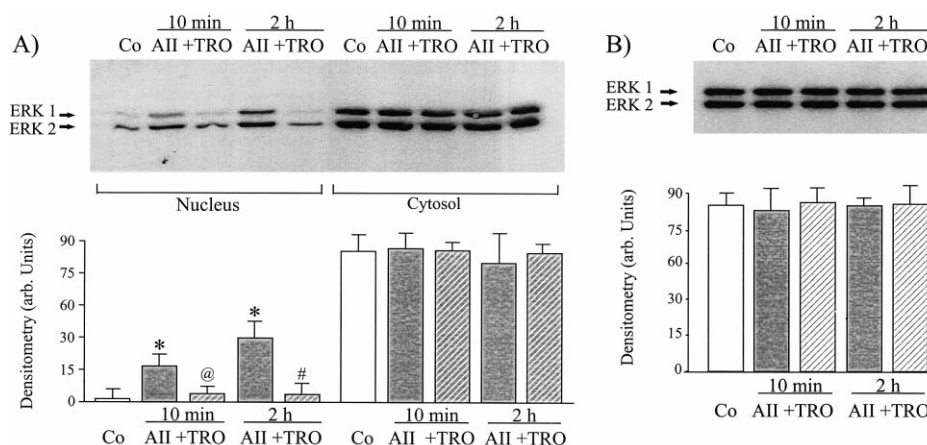 A)
10 min 2 h 10 min 2 h
Co AII +TRO AII +TRO Co AII +TRO AII +TRO
ERK 1
ERK 2
Nucleus Cytosol
Densitometry (arb. Units)
90
75
30
15
0
* @ * #
10 min 2 h 10 min 2 h
Co AII +TRO AII +TRO Co AII +TRO AII +TRO
B)
10 min 2 h
Co AII +TRO AII +TRO
ERK 1
ERK 2
Densitometry (arb. Units)
90
75
60
30
15
0
10 min 2 h
Co AII +TRO AII +TRO